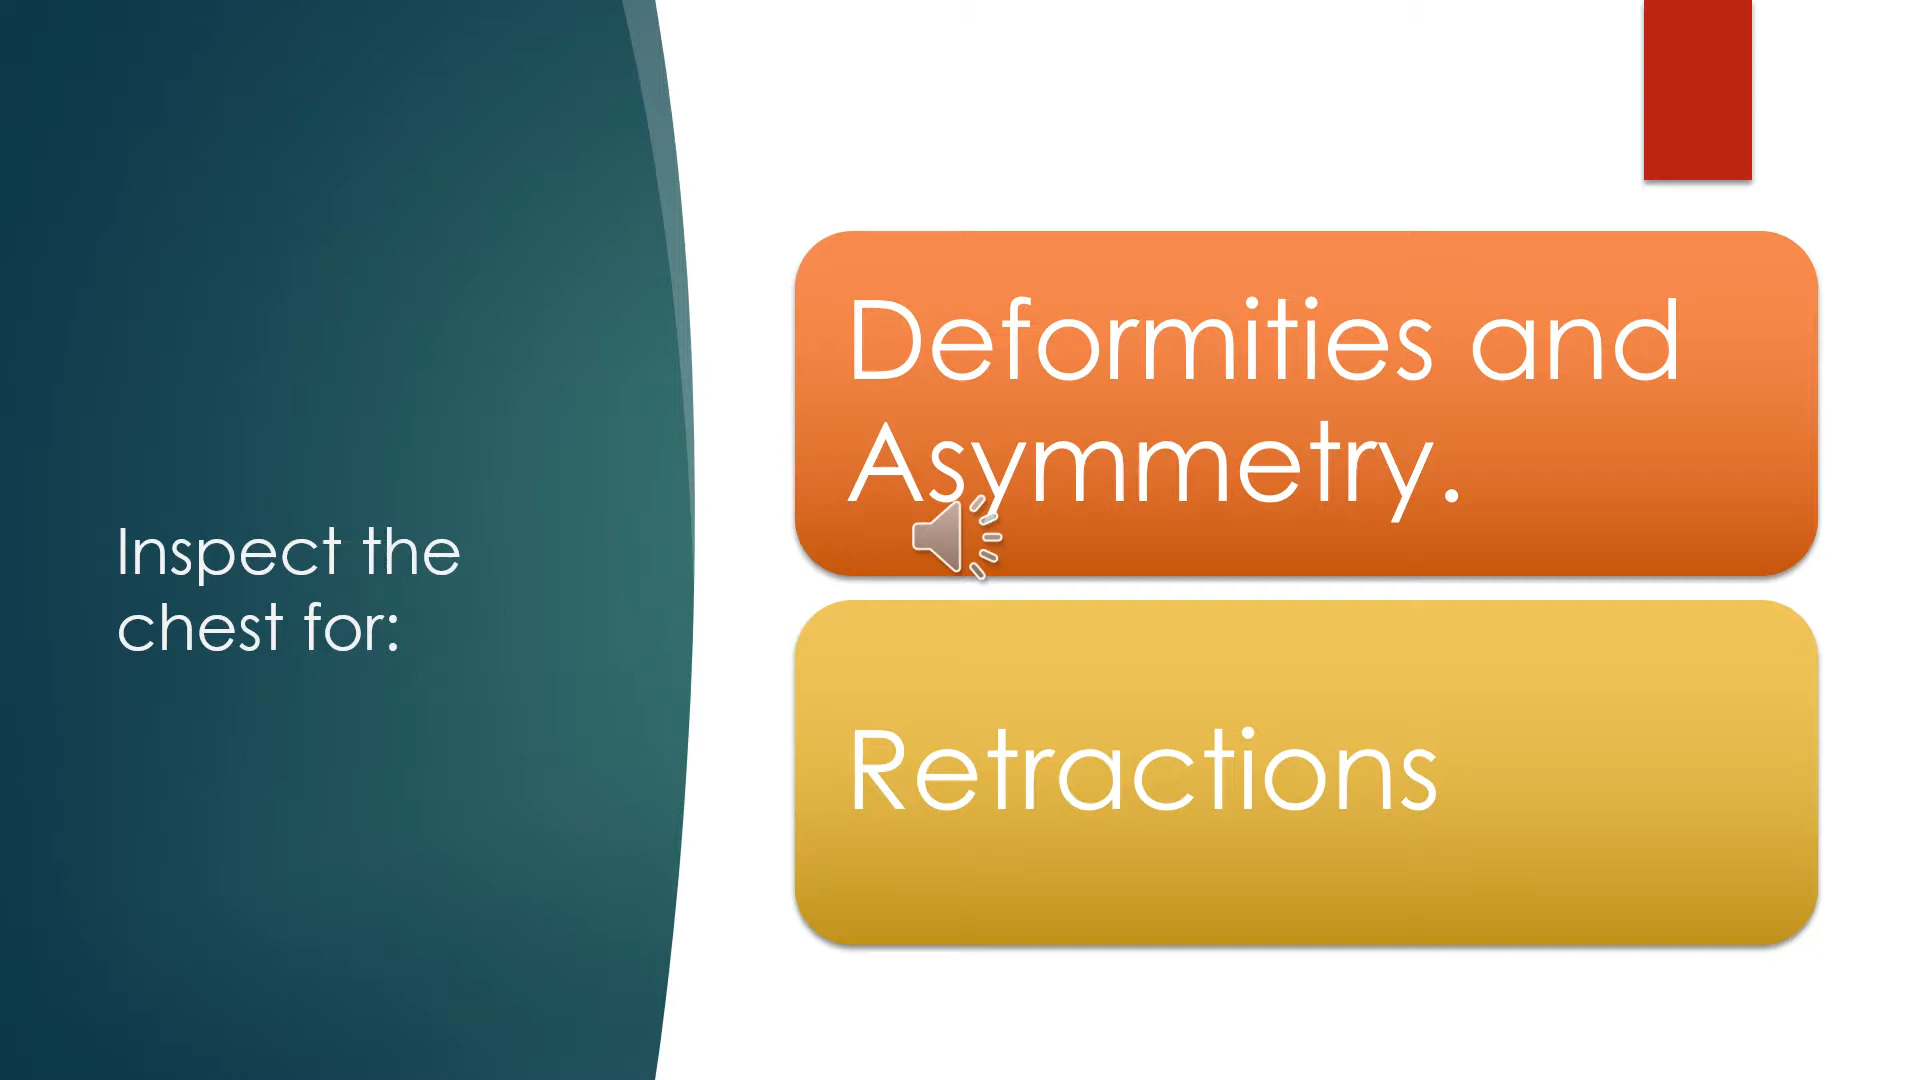 Inspect the
chest for:
Deformities and
Asymmetry.
Retractions